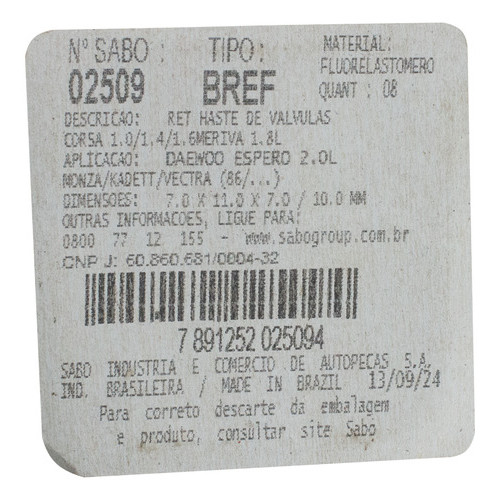 Nº SABO : TIPO: MATERIAL:
02509 BREF FLUORELASTOMERO
QUANT : 08
DESCRICAO: RET HASTE DE VALVULAS
CORSA 1.0/1.4/1.6MERIVA 1.8L
APLICACAO: DAEWOO ESPERO 2.0L
MONZA/KADETT/VECTRA (86/...)
DIMENSOES: 7.0 X 11.0 X 7.0 / 10.0 MM
OUTRAS INFORMACOES, LIGUE PARA:
0800 77 12 155 - www.sabogroup.com.br
CNP J: 60.860.681/0004-32
7 891252 025094
SABO INDUSTRIA E COMERCIO DE AUTOPECAS S.A.
IND. BRASILEIRA / MADE IN BRAZIL 13/09/24
Para correto descarte da embalagem
e produto, consultar site Sabó